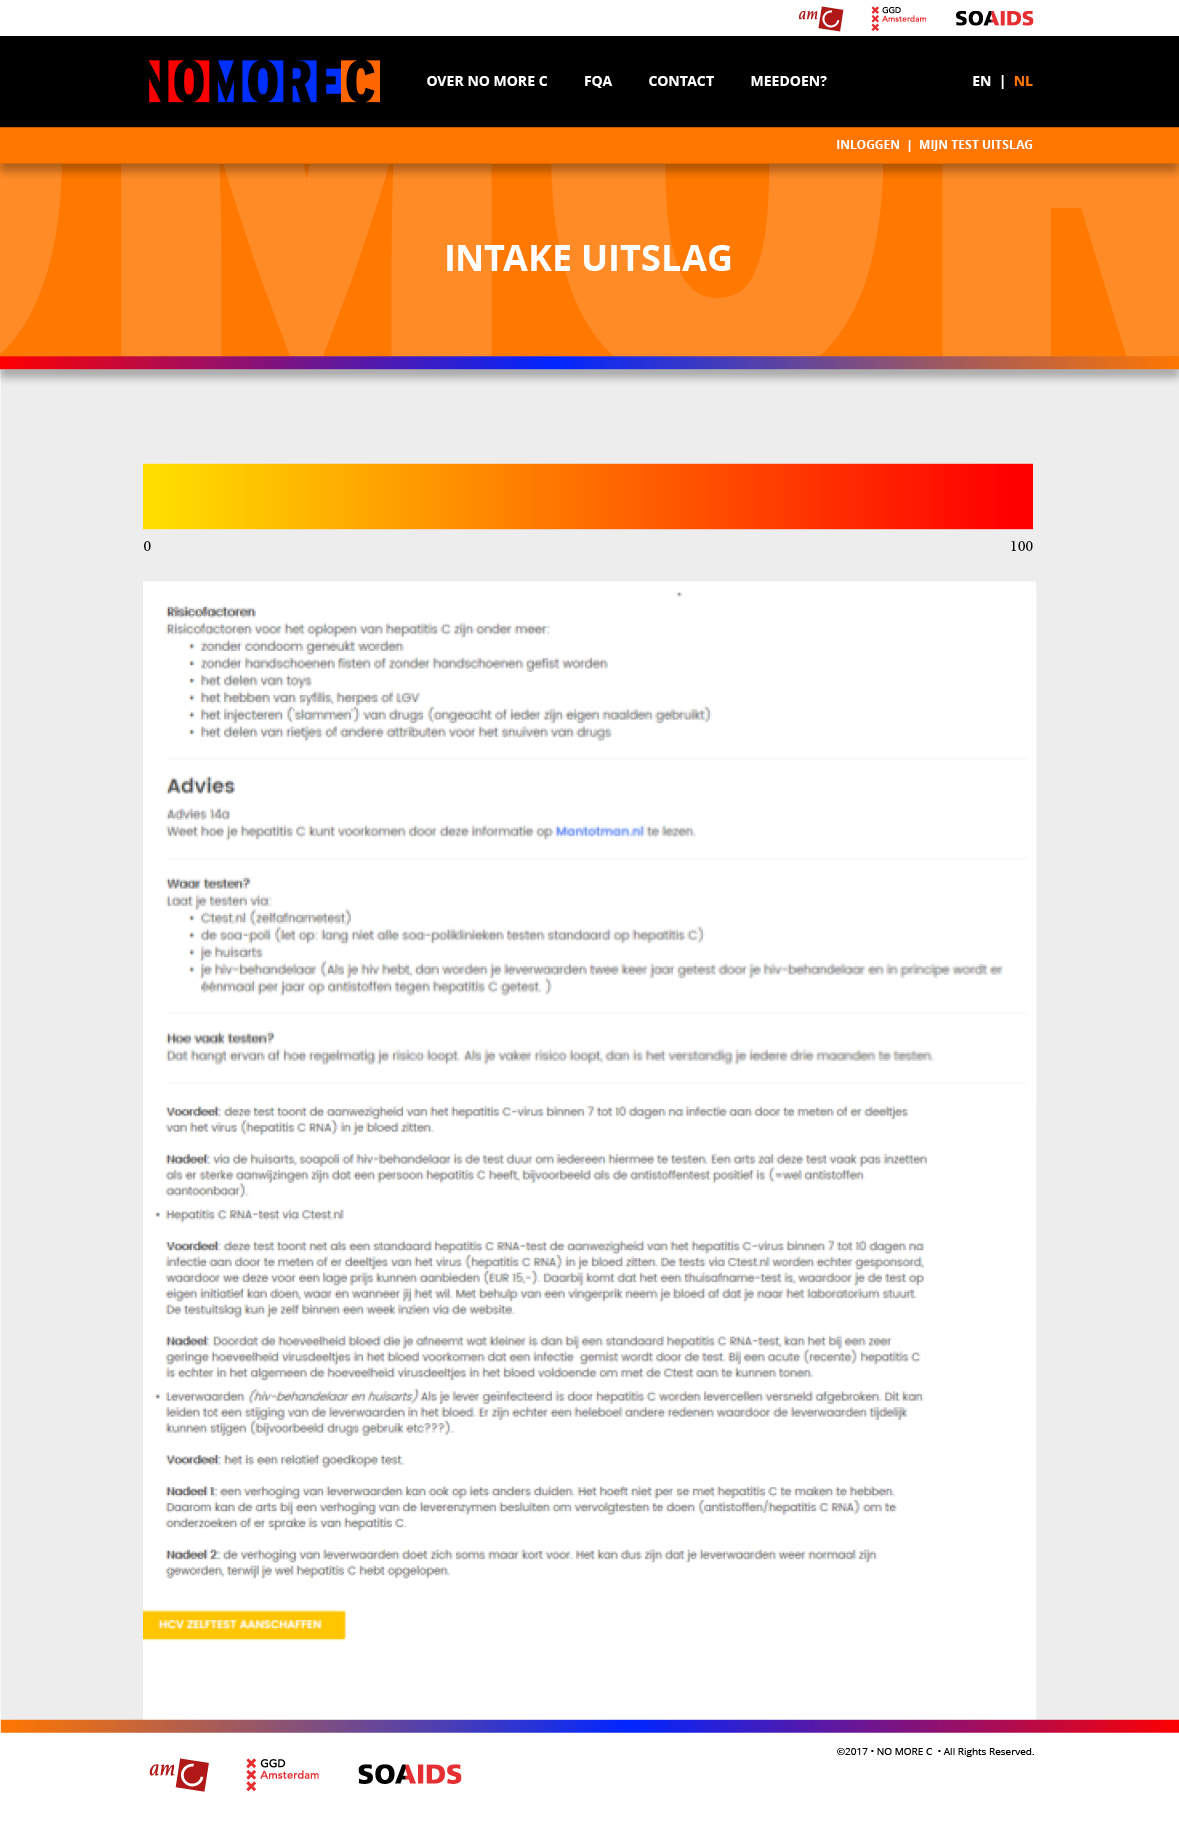 amC GGD Amsterdam SOAIDS
NOMOREC OVER NO MORE C FQA CONTACT MEEDOEN? EN | NL
INLOGGEN | MIJN TEST UITSLAG
INTAKE UITSLAG
0 100
Risicofactoren
Risicofactoren voor het oplopen van hepatitis C zijn onder meer:
• zonder condoom geneukt worden
• zonder handschoenen fisten of zonder handschoenen gefist worden
• het delen van toys
• het hebben van syfilis, herpes of LGV
• het injecteren ('slammen') van drugs (ongeacht of ieder zijn eigen naalden gebruikt)
• het delen van rietjes of andere attributen voor het snuiven van drugs
Advies
Advies 14a
Weet hoe je hepatitis C kunt voorkomen door deze informatie op Mantotman.nl te lezen.
Waar testen?
Laat je testen via:
• Ctest.nl (zelfafnametest)
• de soa-poli (let op: lang niet alle soa-poliklinieken testen standaard op hepatitis C)
• je huisarts
• je hiv-behandelaar (Als je hiv hebt, dan worden je leverwaarden twee keer jaar getest door je hiv-behandelaar en in principe wordt er
éénmaal per jaar op antistoffen tegen hepatitis C getest. )
Hoe vaak testen?
Dat hangt ervan af hoe regelmatig je risico loopt. Als je vaker risico loopt, dan is het verstandig je iedere drie maanden te testen.
Voordeel: deze test toont de aanwezigheid van het hepatitis C-virus binnen 7 tot 10 dagen na infectie aan door te meten of er deeltjes
van het virus (hepatitis C RNA) in je bloed zitten.
Nadeel: via de huisarts, soapoli of hiv-behandelaar is de test duur om iedereen hiermee te testen. Een arts zal deze test vaak pas inzetten
als er sterke aanwijzingen zijn dat een persoon hepatitis C heeft, bijvoorbeeld als de antistoffentest positief is (=wel antistoffen
aantoonbaar).
• Hepatitis C RNA-test via Ctest.nl
Voordeel: deze test toont net als een standaard hepatitis C RNA-test de aanwezigheid van het hepatitis C-virus binnen 7 tot 10 dagen na
infectie aan door te meten of er deeltjes van het virus (hepatitis C RNA) in je bloed zitten. De tests via Ctest.nl worden echter gesponsord,
waardoor we deze voor een lage prijs kunnen aanbieden (EUR 15,-). Daarbij komt dat het een thuisafname-test is, waardoor je de test op
eigen initiatief kan doen, waar en wanneer jij het wil. Met behulp van een vingerprik neem je bloed af dat je naar het laboratorium stuurt.
De testuitslag kun je zelf binnen een week inzien via de website.
Nadeel: Doordat de hoeveelheid bloed die je afneemt wat kleiner is dan bij een standaard hepatitis C RNA-test, kan het bij een zeer
geringe hoeveelheid virusdeeltjes in het bloed voorkomen dat een infectie gemist wordt door de test. Bij een acute (recente) hepatitis C
is echter in het algemeen de hoeveelheid virusdeeltjes in het bloed voldoende om met de Ctest aan te kunnen tonen.
• Leverwaarden (hiv-behandelaar en huisarts) Als je lever geïnfecteerd is door hepatitis C worden levercellen versneld afgebroken. Dit kan
leiden tot een stijging van de leverwaarden in het bloed. Er zijn echter een heleboel andere redenen waardoor de leverwaarden tijdelijk
kunnen stijgen (bijvoorbeeld drugs gebruik etc???).
Voordeel: het is een relatief goedkope test.
Nadeel 1: een verhoging van leverwaarden kan ook op iets anders duiden. Het hoeft niet per se met hepatitis C te maken te hebben.
Daarom kan de arts bij een verhoging van de leverenzymen besluiten om vervolgtesten te doen (antistoffen/hepatitis C RNA) om te
onderzoeken of er sprake is van hepatitis C.
Nadeel 2: de verhoging van leverwaarden doet zich soms maar kort voor. Het kan dus zijn dat je leverwaarden weer normaal zijn
geworden, terwijl je wel hepatitis C hebt opgelopen.
HCV ZELFTEST AANSCHAFFEN
©2017 • NO MORE C • All Rights Reserved.
amC GGD Amsterdam SOAIDS